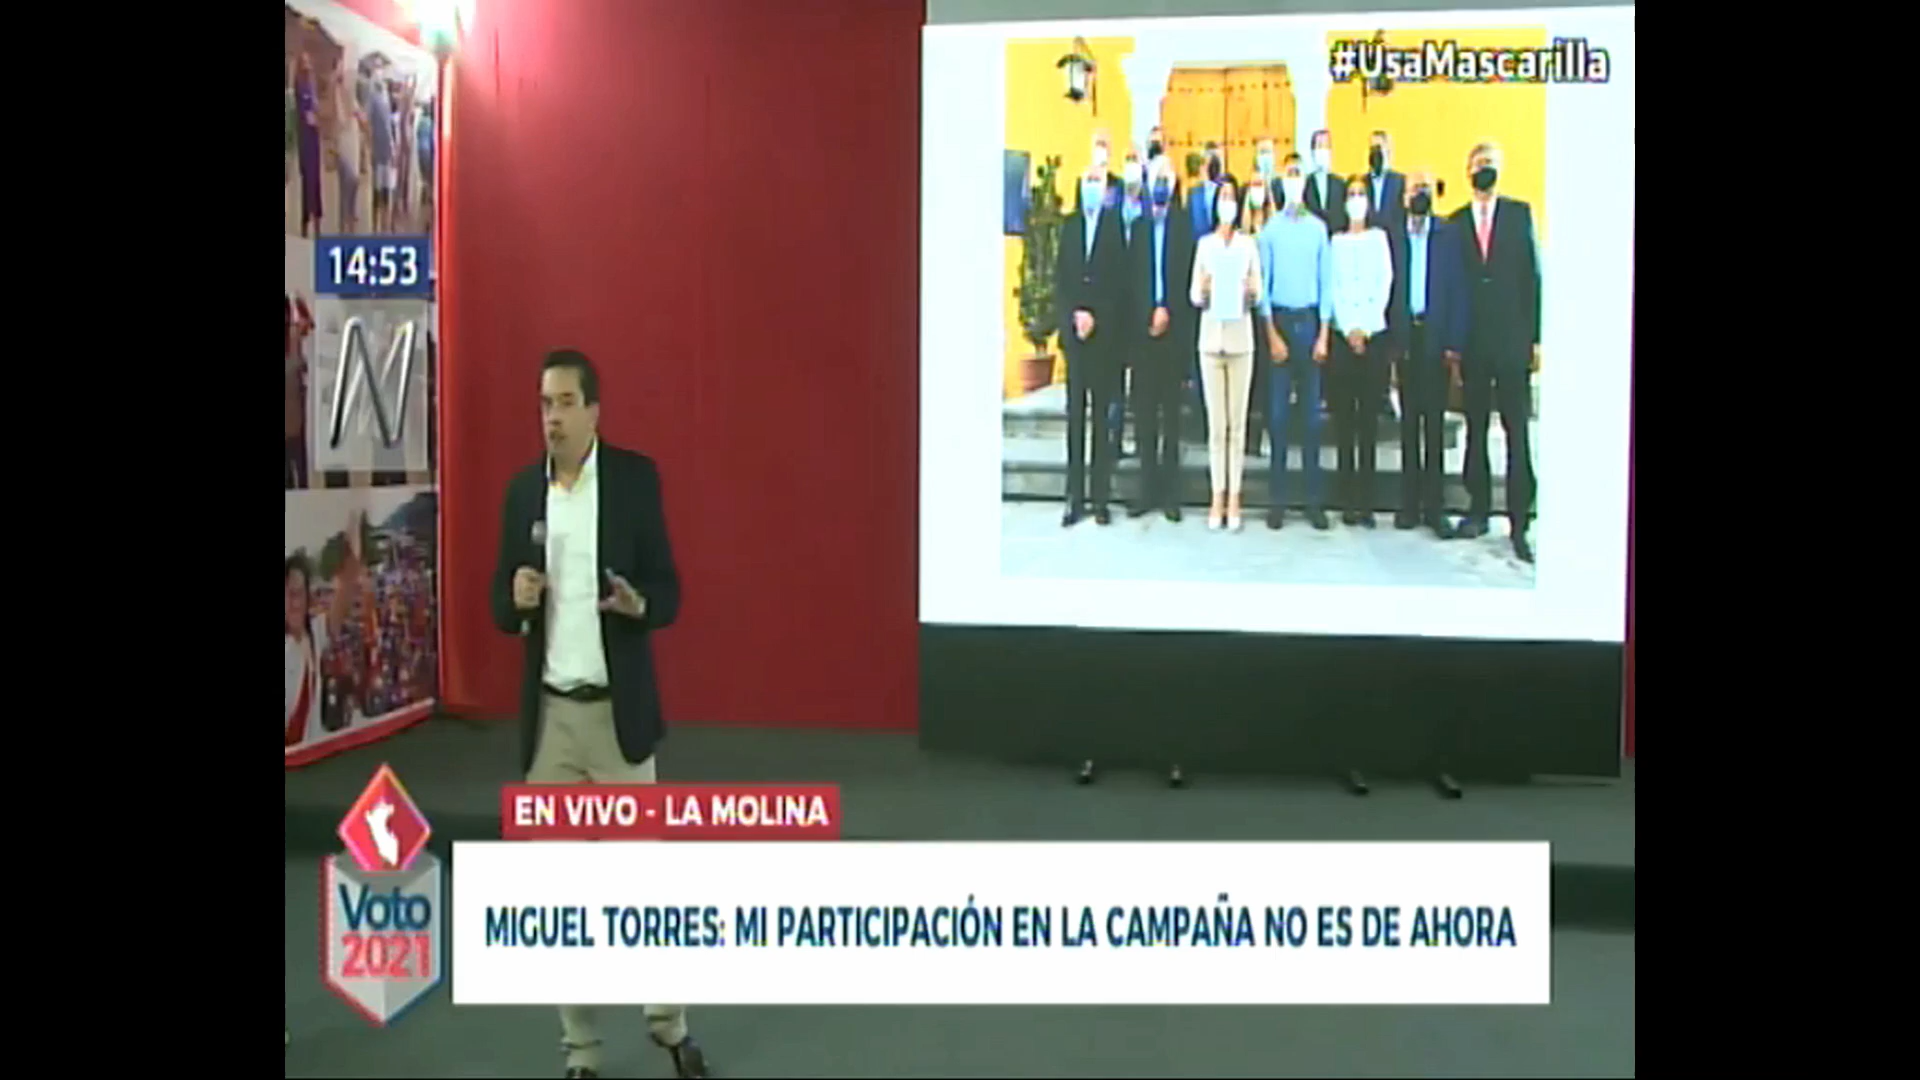 #UsaMascarilla
14:53
N
EN VIVO - LA MOLINA
Voto
2021
MIGUEL TORRES: MI PARTICIPACIÓN EN LA CAMPAÑA NO ES DE AHORA